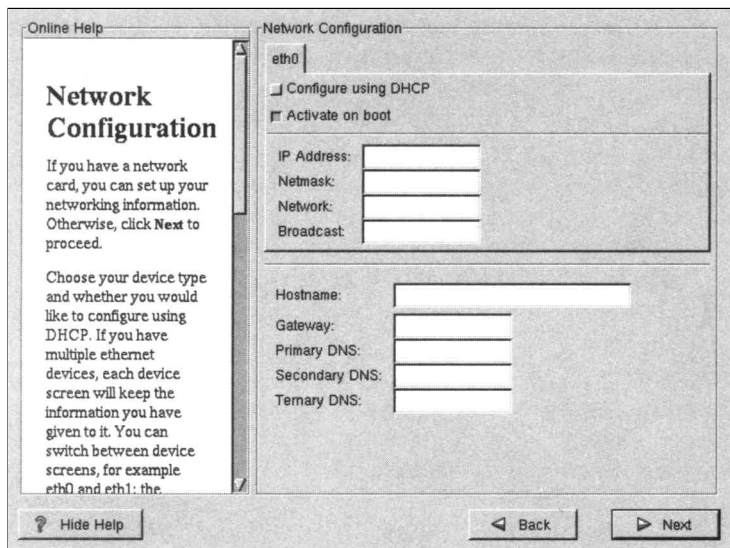 Online Help
Network
Configuration
If you have a network
card, you can set up your
networking information.
Otherwise, click Next to
proceed.
Choose your device type
and whether you would
like to configure using
DHCP. If you have
multiple ethernet
devices, each device
screen will keep the
information you have
given to it. You can
switch between device
screens, for example
eth0 and eth1; the
Network Configuration
eth0
Configure using DHCP
Activate on boot
IP Address:
Netmask:
Network:
Broadcast:
Hostname:
Gateway:
Primary DNS:
Secondary DNS:
Ternary DNS:
? Hide Help
Back
Next